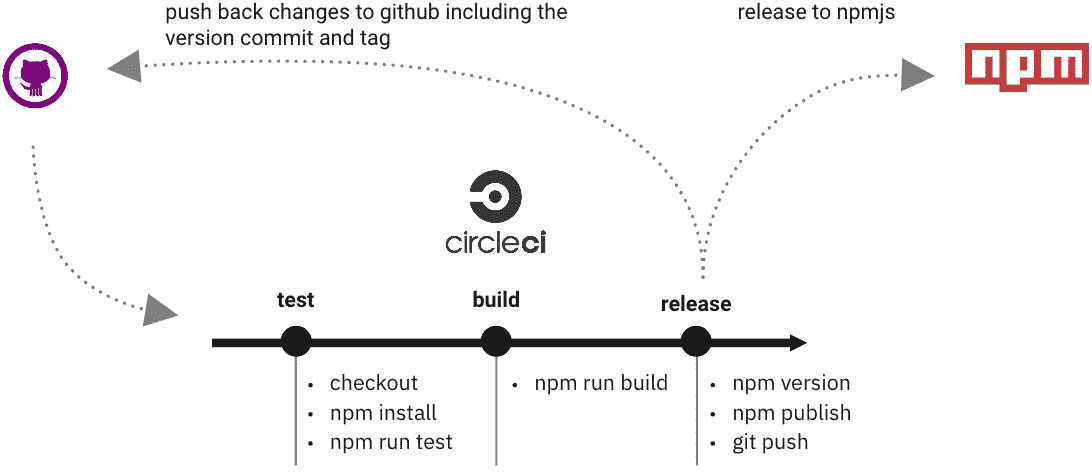 push back changes to github including the
version commit and tag
release to npmjs
npm
circleci
test
build
release
• checkout
• npm install
• npm run test
• npm run build
• npm version
• npm publish
• git push